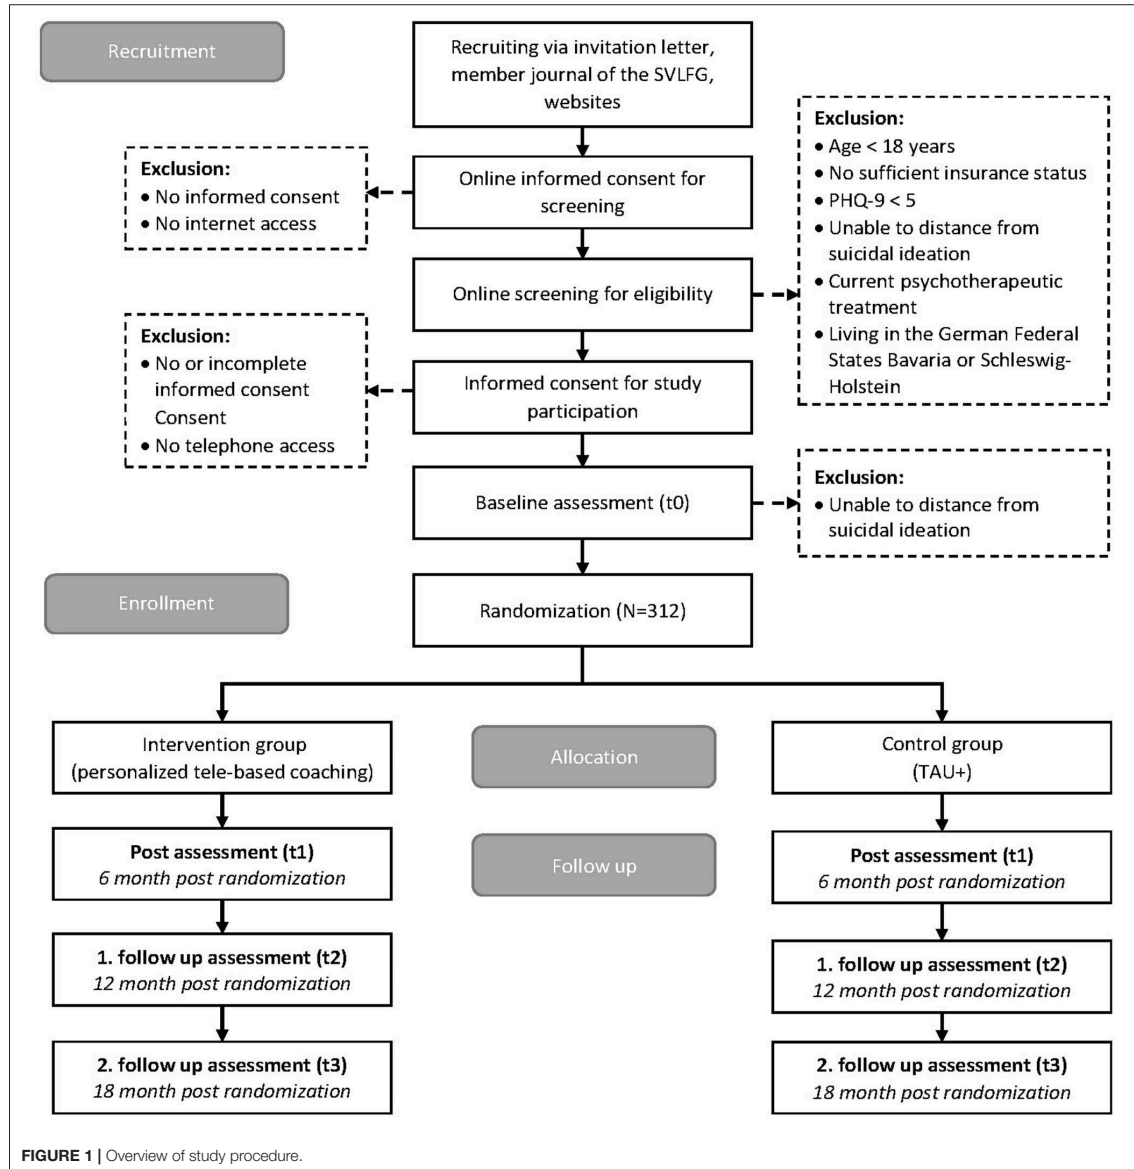 Recruitment
Recruiting via invitation letter,
member journal of the SVLFG,
websites
Exclusion:
• No informed consent
• No internet access
Online informed consent for
screening
Exclusion:
• Age < 18 years
• No sufficient insurance status
• PHQ-9 < 5
• Unable to distance from
suicidal ideation
• Current psychotherapeutic
treatment
• Living in the German Federal
States Bavaria or Schleswig-
Holstein
Online screening for eligibility
Exclusion:
• No or incomplete
informed consent
Consent
• No telephone access
Informed consent for study
participation
Baseline assessment (t0)
Exclusion:
• Unable to distance from
suicidal ideation
Enrollment
Randomization (N=312)
Intervention group
(personalized tele-based coaching)
Allocation
Control group
(TAU+)
Post assessment (t1)
6 month post randomization
Follow up
Post assessment (t1)
6 month post randomization
1. follow up assessment (t2)
12 month post randomization
1. follow up assessment (t2)
12 month post randomization
2. follow up assessment (t3)
18 month post randomization
2. follow up assessment (t3)
18 month post randomization
FIGURE 1 | Overview of study procedure.